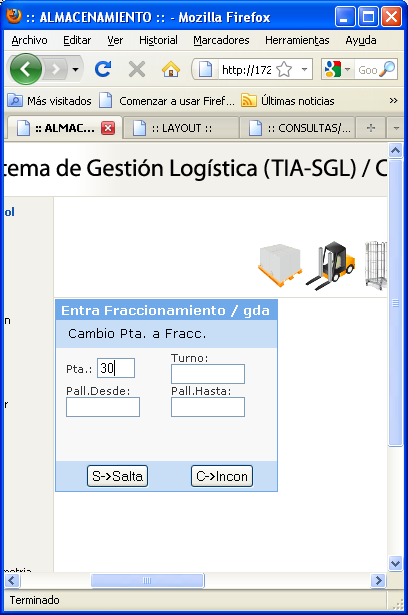 :: ALMACENAMIENTO :: - Mozilla Firefox
Archivo Editar Ver Historial Marcadores Herramientas Ayuda
http://172
Goo
Más visitados Comenzar a usar Firef... Últimas noticias
:: ALMAC... :: LAYOUT :: :: CONSULTAS/...
tema de Gestión Logística (TIA-SGL) / C
ol
Entra Fraccionamiento / gda
Cambio Pta. a Fracc.
Pta.: 30 Turno:
Pall.Desde: Pall.Hasta:
n
r
S->Salta C->Incon
metria
Terminado